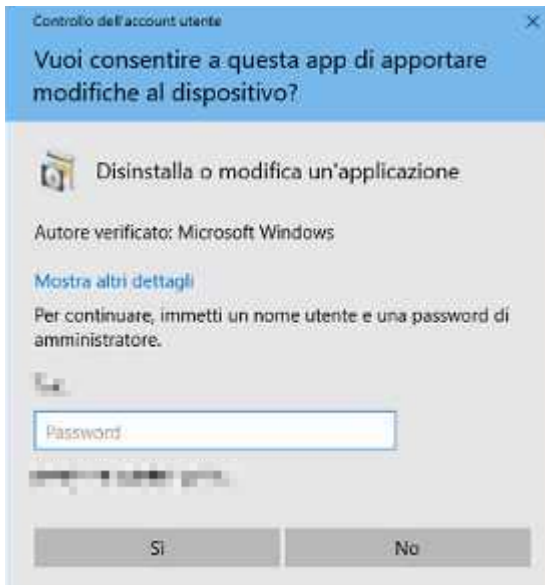 Controllo dell'account utente
Vuoi consentire a questa app di apportare
modifiche al dispositivo?
Disinstalla o modifica un'applicazione
Autore verificato: Microsoft Windows
Mostra altri dettagli
Per continuare, immetti un nome utente e una password di
amministratore.
Password
Sì
No